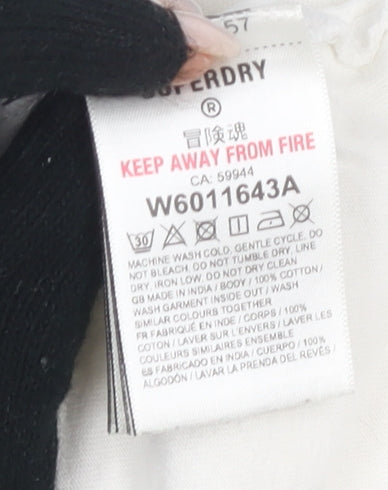 57
SUPERDRY
®
冒険魂
KEEP AWAY FROM FIRE
CA: 59944
W6011643A
30
MACHINE WASH COLD, GENTLE CYCLE. DO
NOT BLEACH. DO NOT TUMBLE DRY. LINE
DRY. IRON LOW. DO NOT DRY CLEAN
GB MADE IN INDIA / BODY / 100% COTTON /
WASH GARMENT INSIDE OUT / WASH
SIMILAR COLOURS TOGETHER
FR FABRIQUÉ EN INDE / CORPS / 100%
COTON / LAVER SUR L'ENVERS / LAVER LES
COULEURS SIMILAIRES ENSEMBLE
ES FABRICADO EN INDIA / CUERPO / 100%
ALGODÓN / LAVAR LA PRENDA DEL REVÉS /